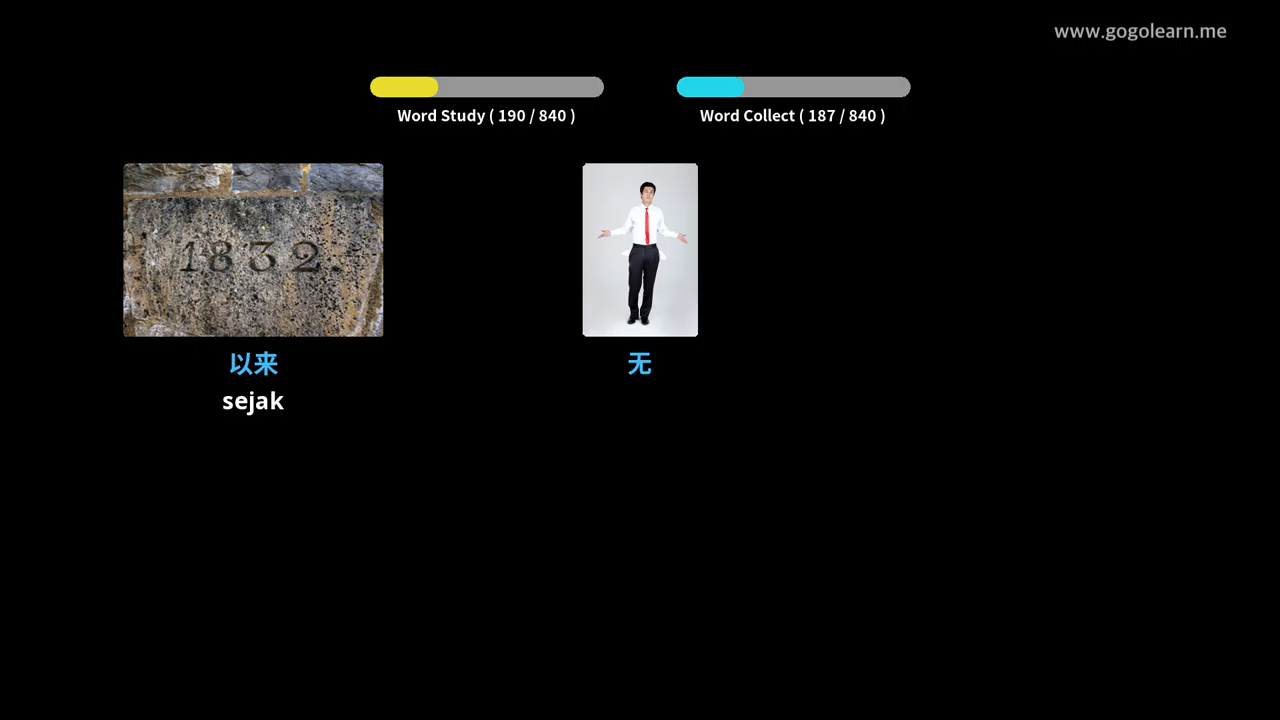 www.gogolearn.me
Word Study ( 190 / 840 )
Word Collect ( 187 / 840 )
1832.
以来
sejak
无